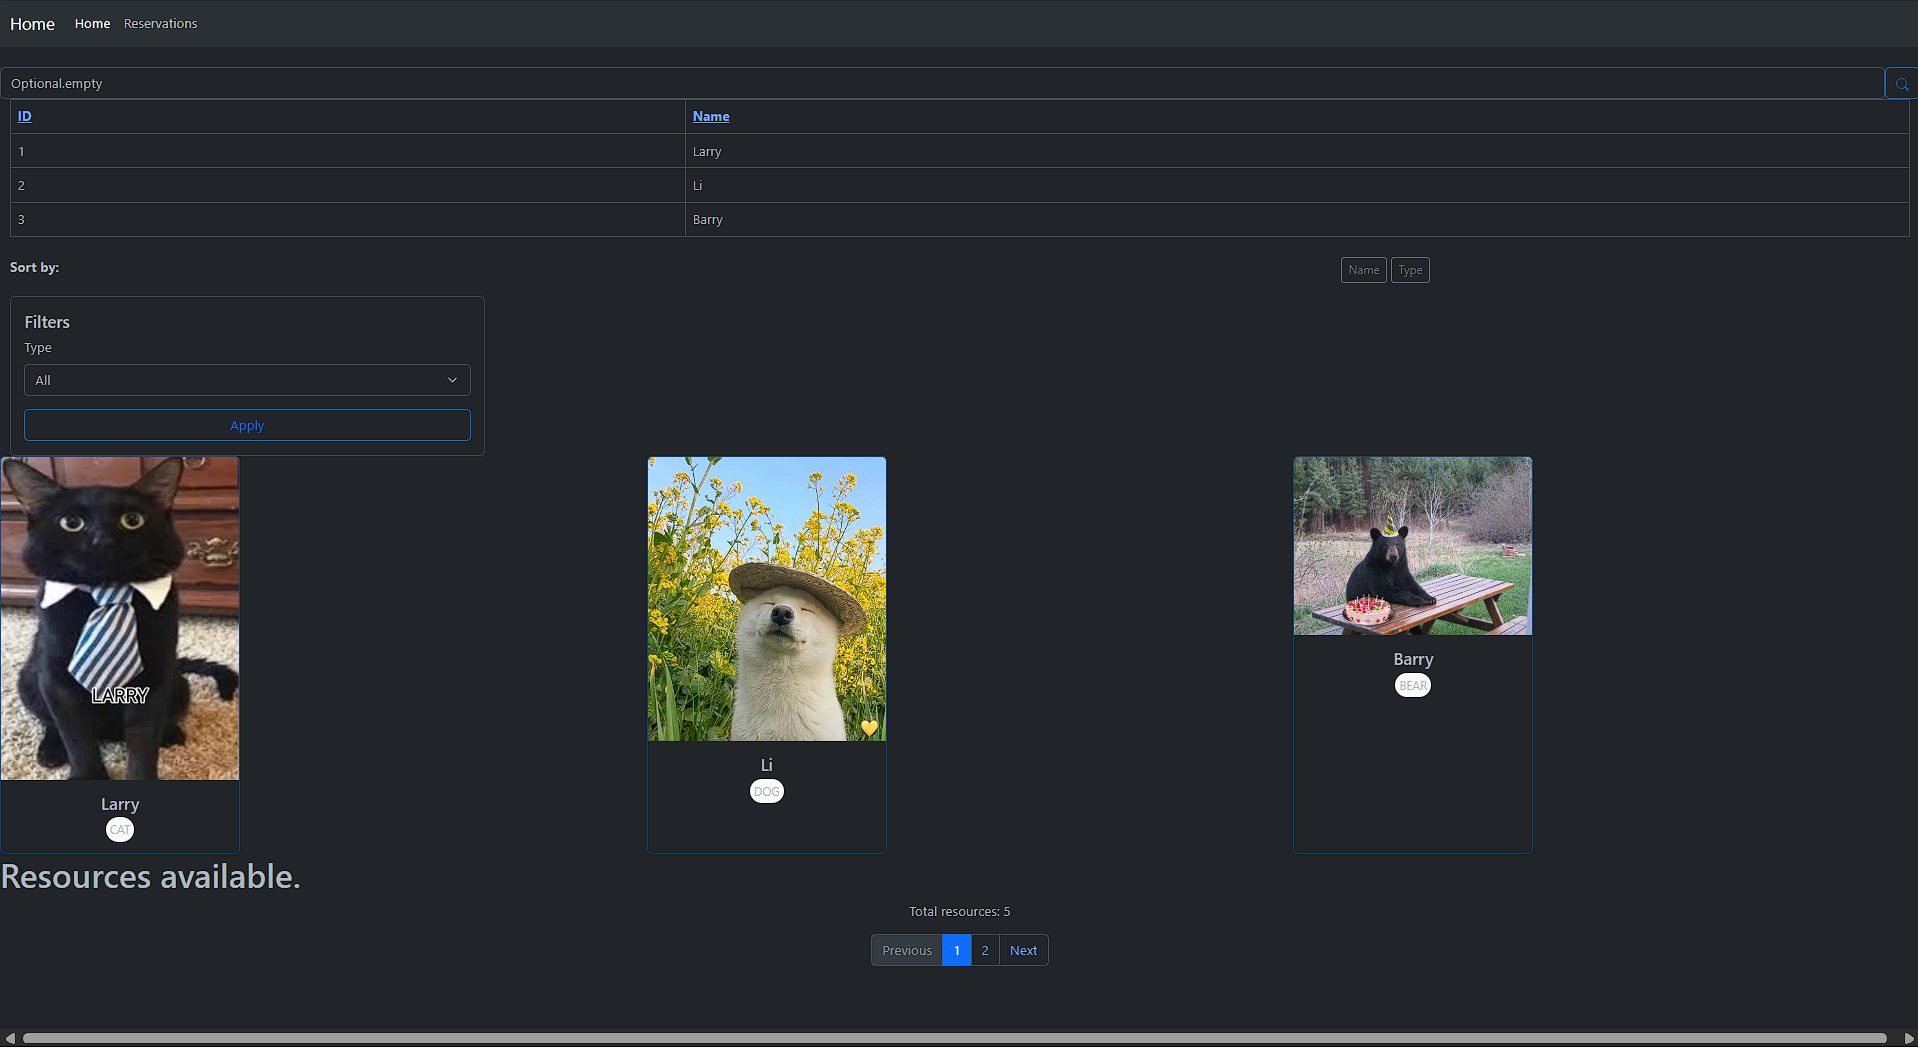 Home Home Reservations
Optional.empty
ID Name
1 Larry
2 Li
3 Barry
Sort by: Name Type
Filters
Type
All
Apply
LARRY
Larry
CAT
Li
DOG
Barry
BEAR
Resources available.
Total resources: 5
Previous 1 2 Next